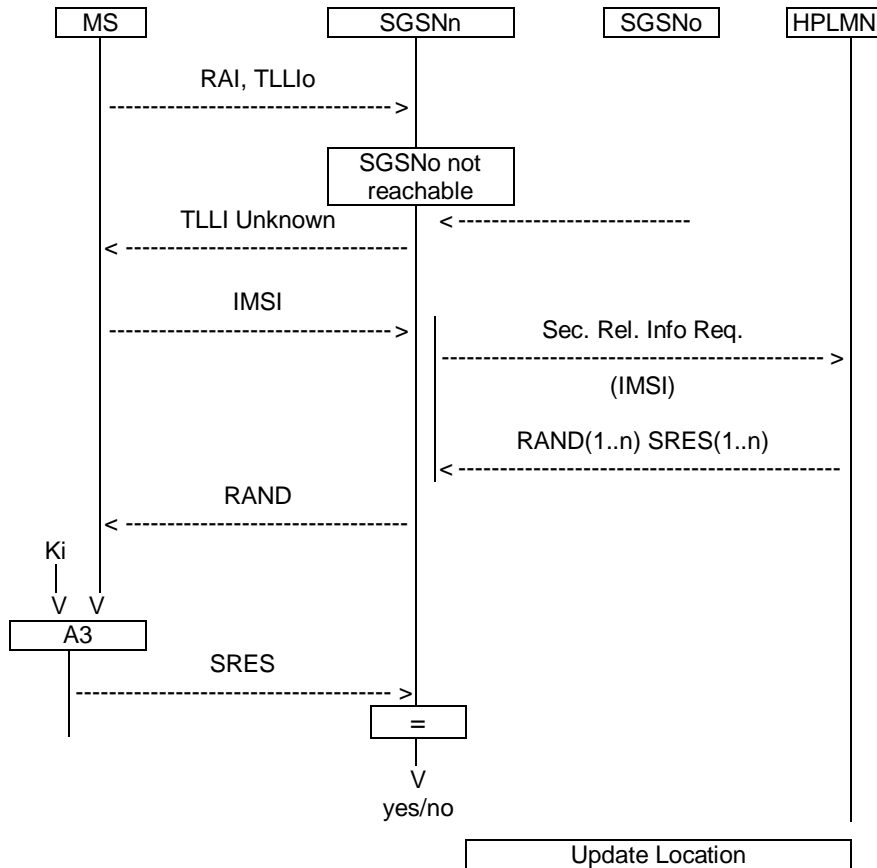 MS SGSNn SGSNo HPLMN
RAI, TLLIo
---------------------------------- >
SGSNo not
reachable
TLLI Unknown
< -----------------------
< ----------------------------------
IMSI
---------------------------------- >
Sec. Rel. Info Req.
---------------------------------------------- >
(IMSI)
RAND(1..n) SRES(1..n)
< ----------------------------------------------
RAND
< ----------------------------------
Ki
V V
A3
SRES
--------------------------------------- >
=
V
yes/no
Update Location